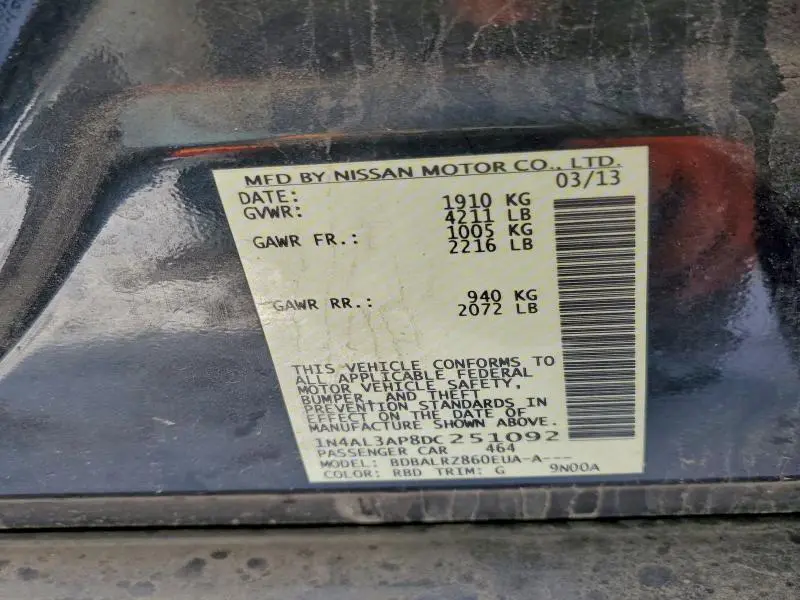 MFD BY NISSAN MOTOR CO., LTD.
DATE: 03/13
GVWR: 1910 KG
4211 LB
GAWR FR.: 1005 KG
2216 LB
GAWR RR.: 940 KG
2072 LB
THIS VEHICLE CONFORMS TO
ALL APPLICABLE FEDERAL
MOTOR VEHICLE SAFETY,
BUMPER, AND THEFT
PREVENTION STANDARDS IN
EFFECT ON THE DATE OF
MANUFACTURE SHOWN ABOVE.
1N4AL3AP8DC251092
PASSENGER CAR 464
MODEL: BDBALRZ860EUA-A---
COLOR: RBD TRIM: G 9N00A